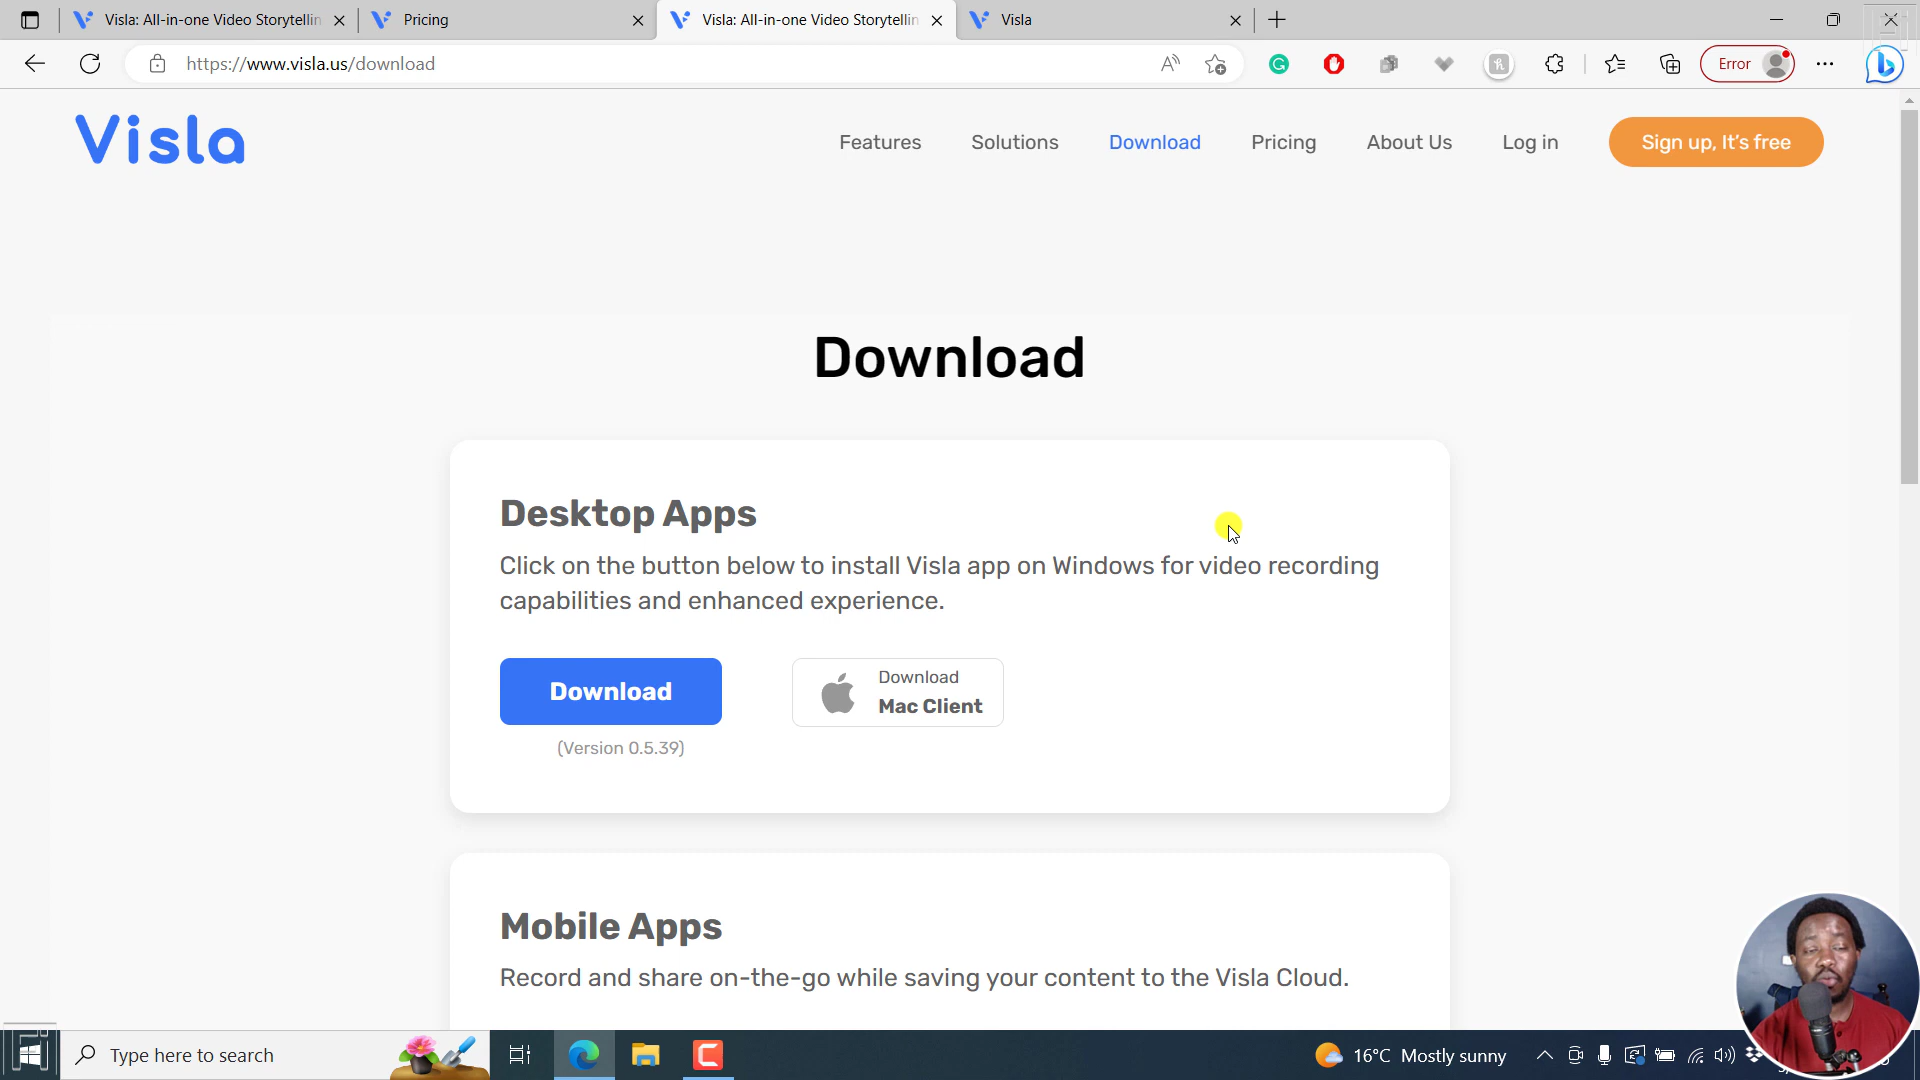 Visla: All-in-one Video Storytellin
Pricing
Visla: All-in-one Video Storytellin
Visla
https://www.visla.us/download
Error
Visla
Features
Solutions
Download
Pricing
About Us
Log in
Sign up, It's free
Download
Desktop Apps
Click on the button below to install Visla app on Windows for video recording
capabilities and enhanced experience.
Download
(Version 0.5.39)
Download
Mac Client
Mobile Apps
Record and share on-the-go while saving your content to the Visla Cloud.
Type here to search
16°C Mostly sunny